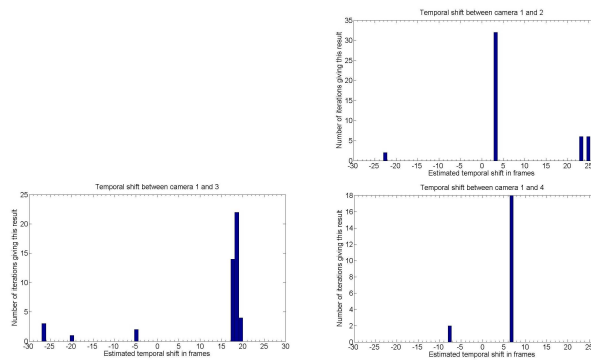 Temporal shift between camera 1 and 2
Number of iterations giving this result
35
30
25
20
15
10
5
0
-30 -25 -20 -15 -10 -5 0 5 10 15 20 25
Estimated temporal shift in frames
Temporal shift between camera 1 and 3
Number of iterations giving this result
25
20
15
10
5
0
-30 -25 -20 -15 -10 -5 0 5 10 15 20 25 30
Estimated temporal shift in frames
Temporal shift between camera 1 and 4
Number of iterations giving this result
18
16
14
12
10
8
6
4
2
0
-30 -25 -20 -15 -10 -5 0 5 10 15 20 25
Estimated temporal shift in frames